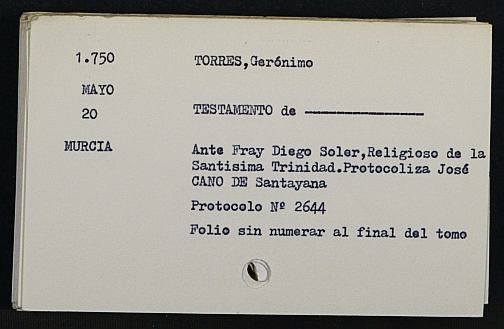 1.750 TORRES,Gerónimo
MAYO
20 TESTAMENTO de ----------------
MURCIA Ante Fray Diego Soler,Religioso de la
Santisima Trinidad.Protocoliza José
CANO DE Santayana
Protocolo Nº 2644
Folio sin numerar al final del tomo